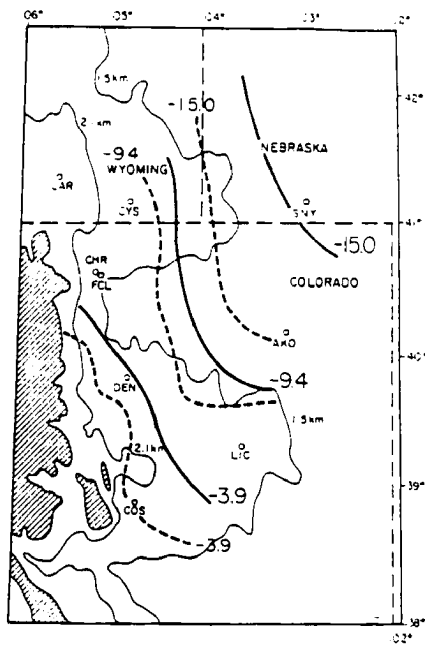 06° 05° 04° 03° 02°
1.5 km
42°
2.1 km
-15.0
-9.4
NEBRASKA
WYOMING
LAR
CYS
SNY
41°
-15.0
CHR
FCL
COLORADO
AKO
40°
-9.4
DEN
1.5 km
2.1 km
LIC
-3.9
39°
COS
-3.9
38°
102°